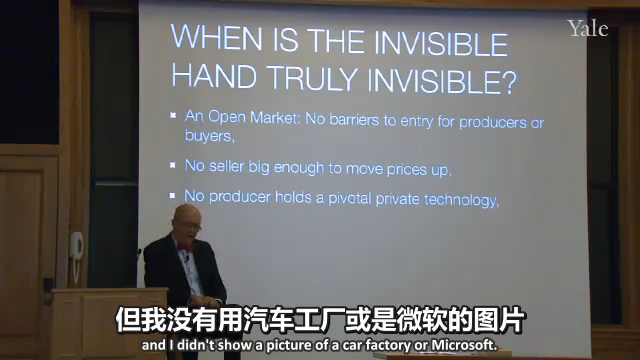 Yale
WHEN IS THE INVISIBLE
HAND TRULY INVISIBLE?
An Open Market: No barriers to entry for producers or
buyers,
No seller big enough to move prices up,
No producer holds a pivotal private technology,
但我没有用汽车工厂或是微软的图片
and I didn't show a picture of a car factory or Microsoft.